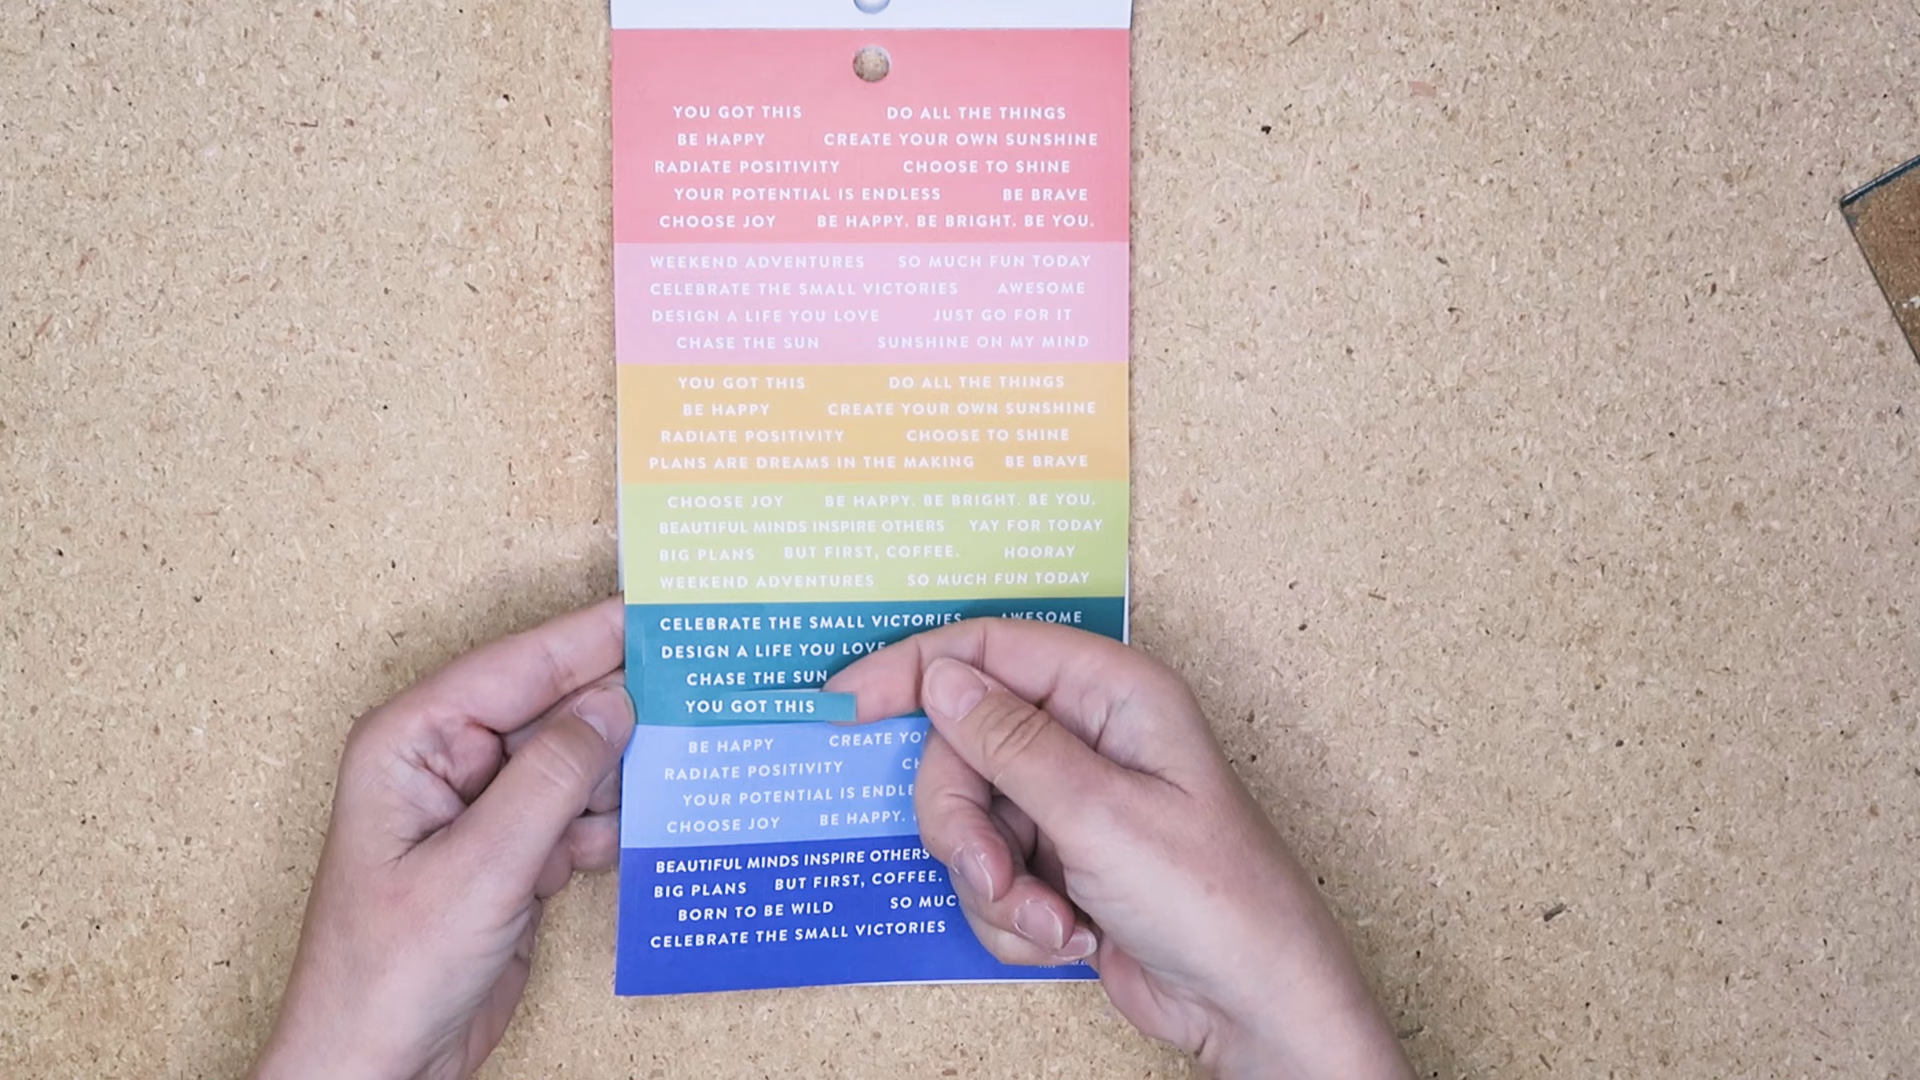 YOU GOT THIS DO ALL THE THINGS
BE HAPPY CREATE YOUR OWN SUNSHINE
RADIATE POSITIVITY CHOOSE TO SHINE
YOUR POTENTIAL IS ENDLESS BE BRAVE
CHOOSE JOY BE HAPPY. BE BRIGHT. BE YOU.
WEEKEND ADVENTURES SO MUCH FUN TODAY
CELEBRATE THE SMALL VICTORIES AWESOME
DESIGN A LIFE YOU LOVE JUST GO FOR IT
CHASE THE SUN SUNSHINE ON MY MIND
YOU GOT THIS DO ALL THE THINGS
BE HAPPY CREATE YOUR OWN SUNSHINE
RADIATE POSITIVITY CHOOSE TO SHINE
PLANS ARE DREAMS IN THE MAKING BE BRAVE
CHOOSE JOY BE HAPPY. BE BRIGHT. BE YOU.
BEAUTIFUL MINDS INSPIRE OTHERS YAY FOR TODAY
BIG PLANS BUT FIRST, COFFEE. HOORAY
WEEKEND ADVENTURES SO MUCH FUN TODAY
CELEBRATE THE SMALL VICTORIES AWESOME
DESIGN A LIFE YOU LOVE
CHASE THE SUN
YOU GOT THIS
BE HAPPY CREATE
RADIATE POSITIVITY
YOUR POTENTIAL IS
CHOOSE JOY BE HAPPY.
BEAUTIFUL MINDS INSPIRE OTHERS
BIG PLANS BUT FIRST, COFFEE.
BORN TO BE WILD SO
CELEBRATE THE SMALL VICTORIES